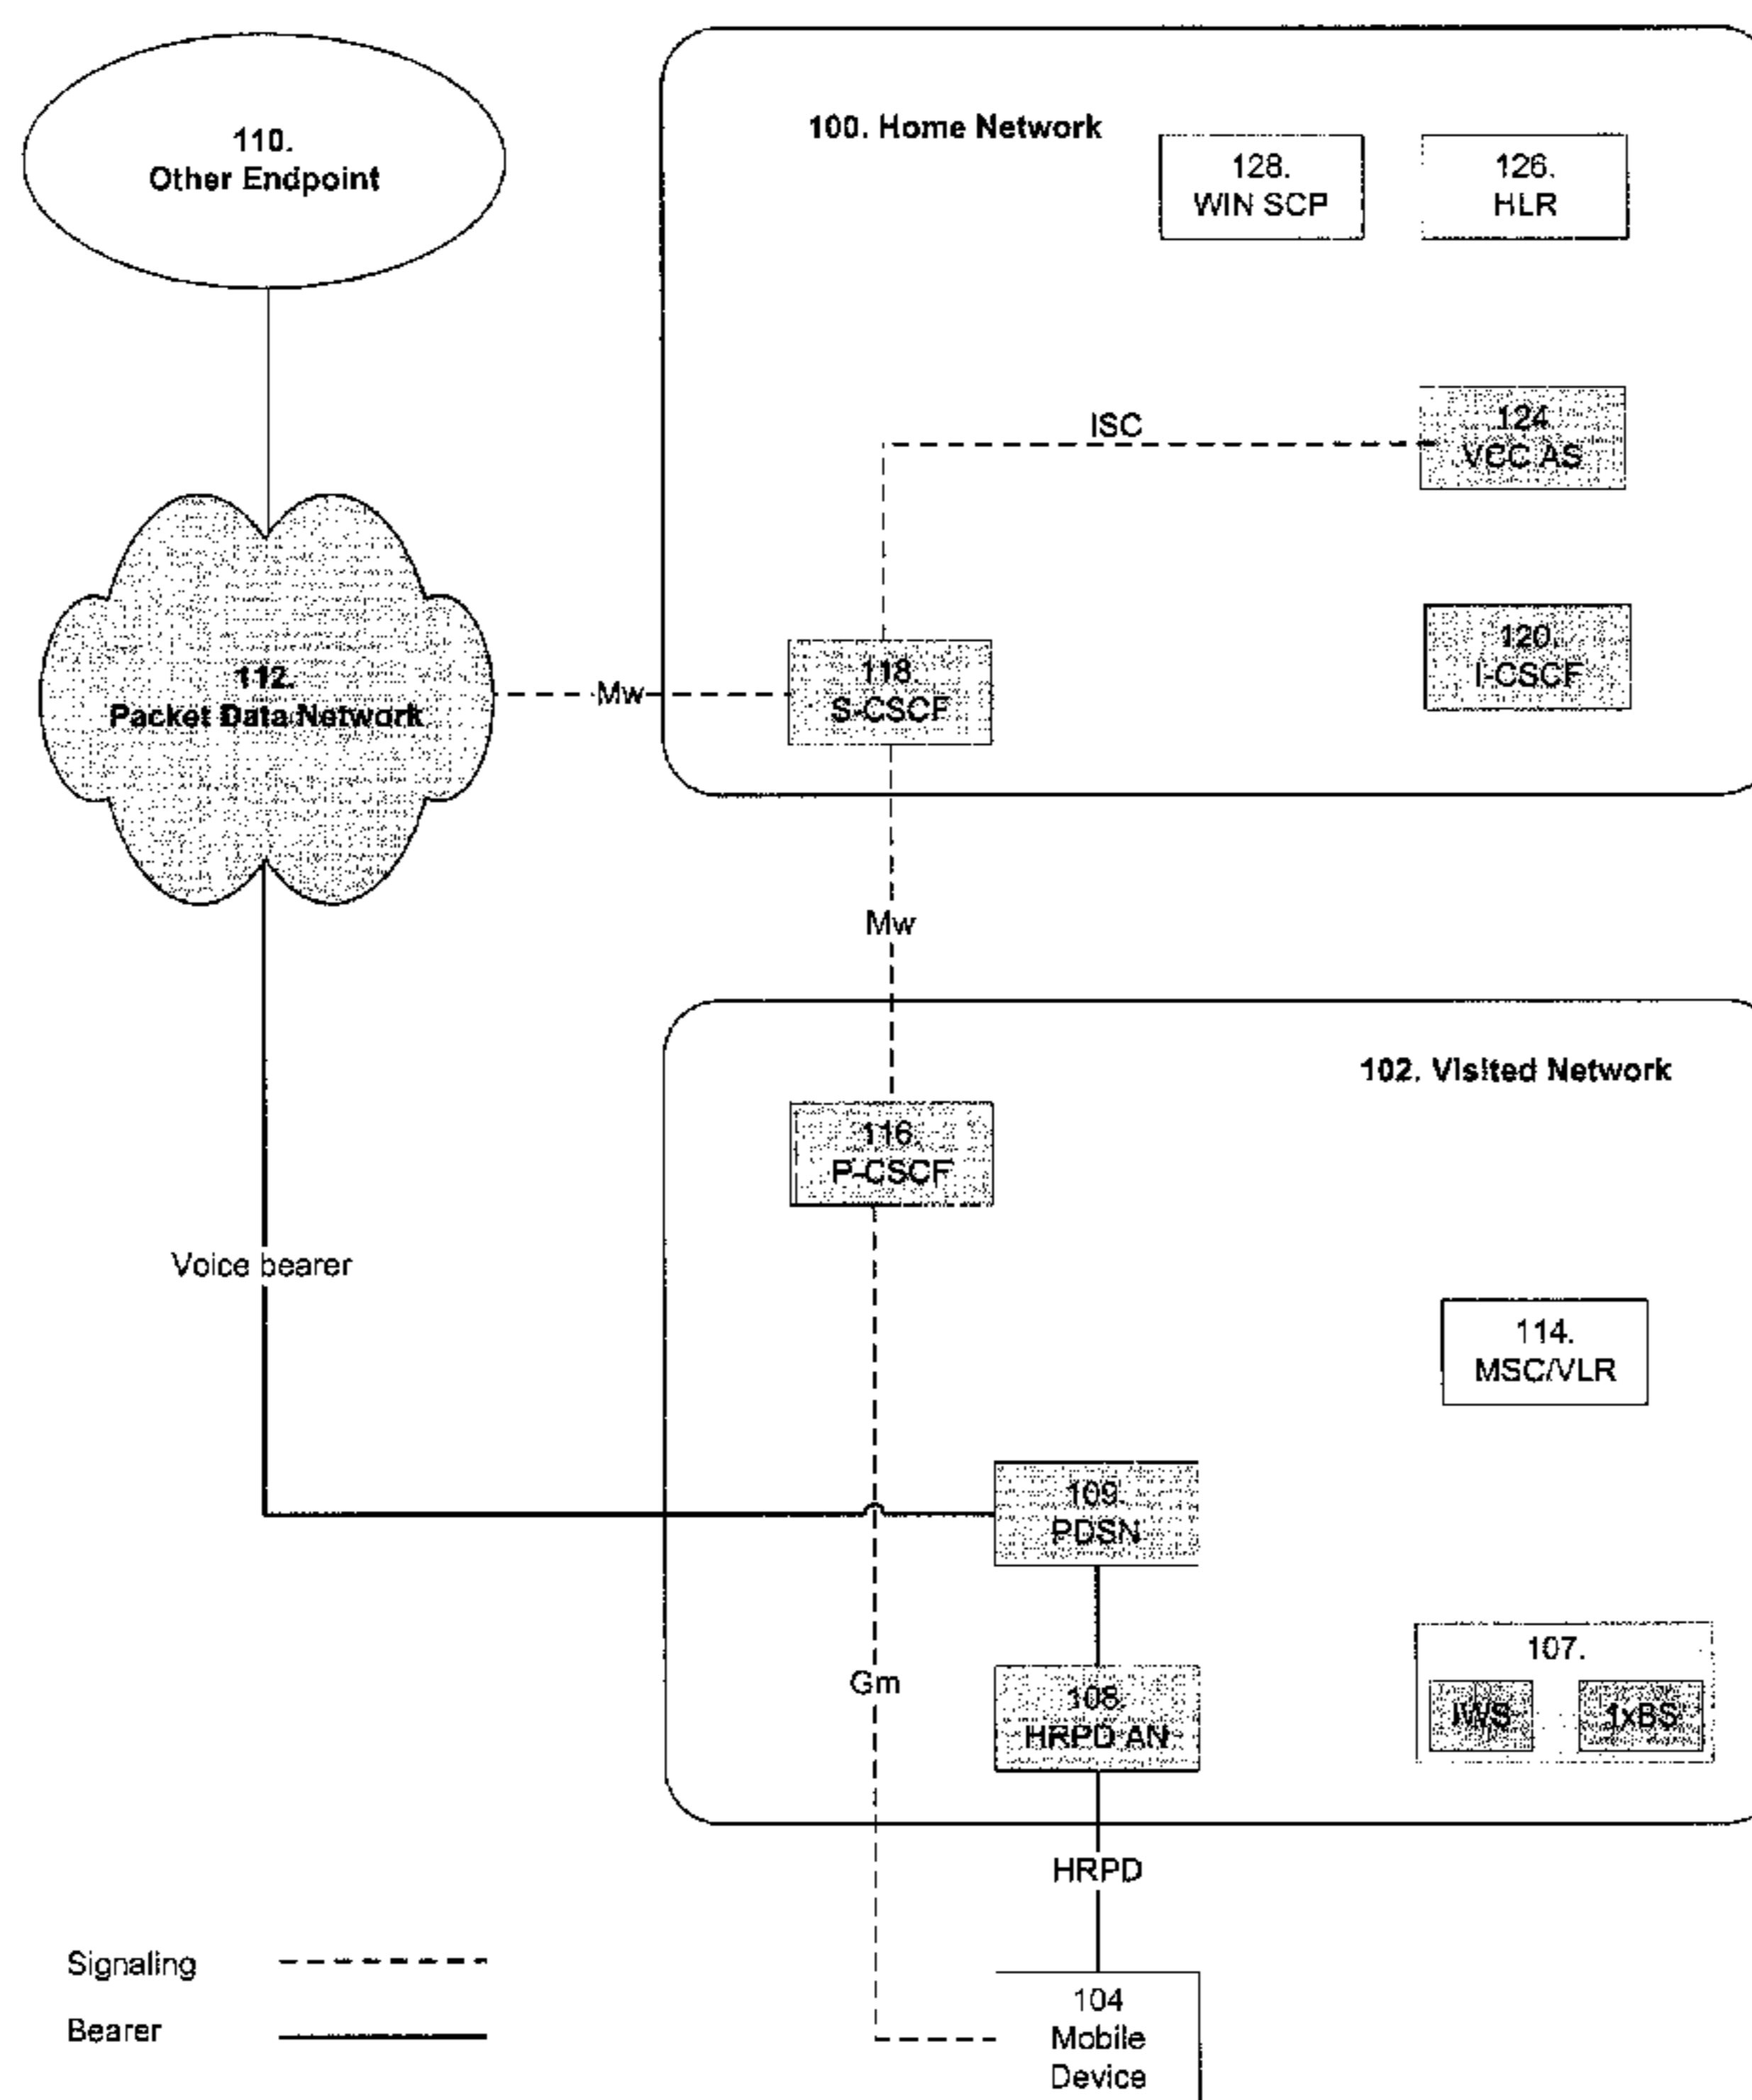 110.
Other Endpoint
100. Home Network
128.
WIN SCP
126.
HLR
ISC
124
VCC AS
112.
Packet Data Network
Mw
118.
S-CSCF
120.
I-CSCF
Mw
102. Visited Network
116.
P-CSCF
Voice bearer
114.
MSC/VLR
109.
PDSN
Gm
108.
HRPD AN
107.
IWS
1xBS
HRPD
Signaling
Bearer
104
Mobile
Device